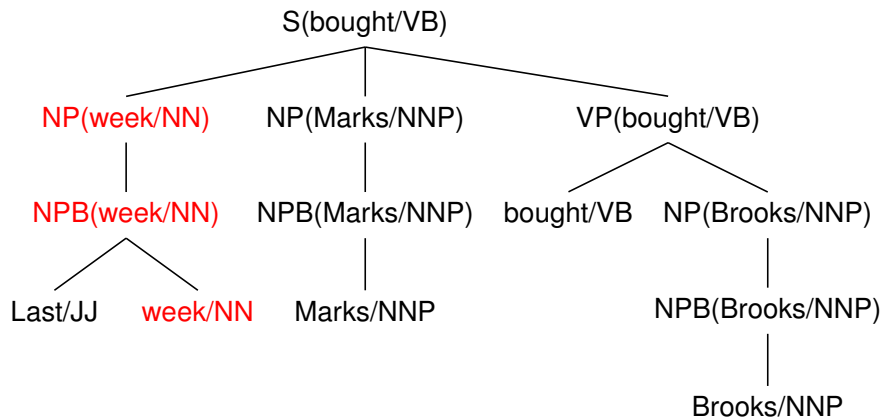 S(bought/VB)
NP(week/NN) NP(Marks/NNP) VP(bought/VB)
NPB(week/NN) NPB(Marks/NNP) bought/VB NP(Brooks/NNP)
Last/JJ week/NN Marks/NNP NPB(Brooks/NNP)
Brooks/NNP